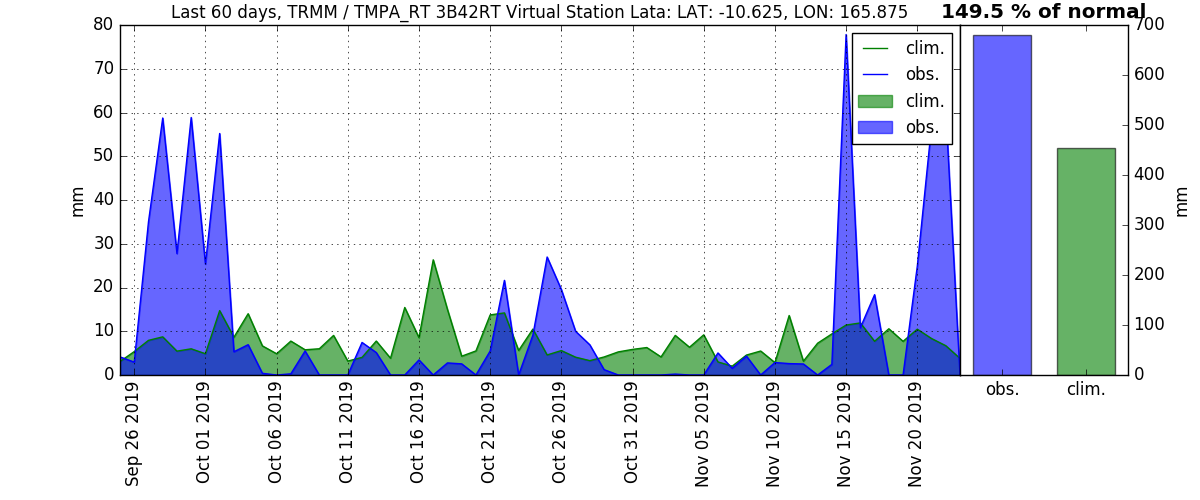 Last 60 days, TRMM / TMPA_RT 3B42RT Virtual Station Lata: LAT: -10.625, LON: 165.875
149.5 % of normal
80
70
60
50
40
30
20
10
0
mm
clim.
obs.
clim.
obs.
700
600
500
400
300
200
100
0
mm
Sep 26 2019
Oct 01 2019
Oct 06 2019
Oct 11 2019
Oct 16 2019
Oct 21 2019
Oct 26 2019
Oct 31 2019
Nov 05 2019
Nov 10 2019
Nov 15 2019
Nov 20 2019
obs.
clim.